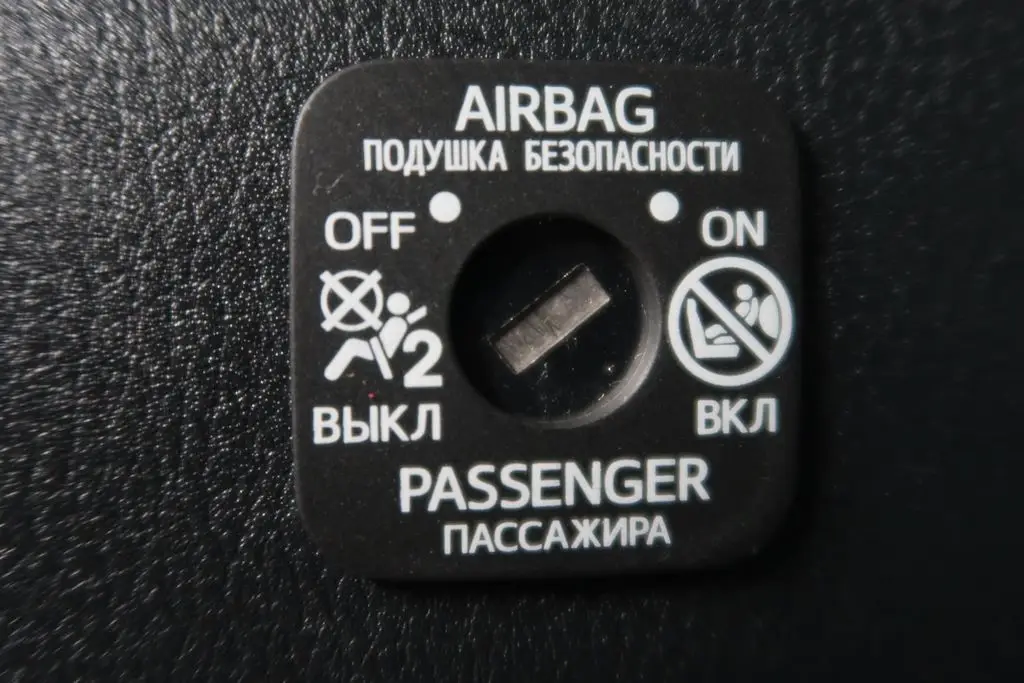 AIRBAG
ПОДУШКА БЕЗОПАСНОСТИ
OFF
ON
2
ВЫКЛ
ВКЛ
PASSENGER
ПАССАЖИРА